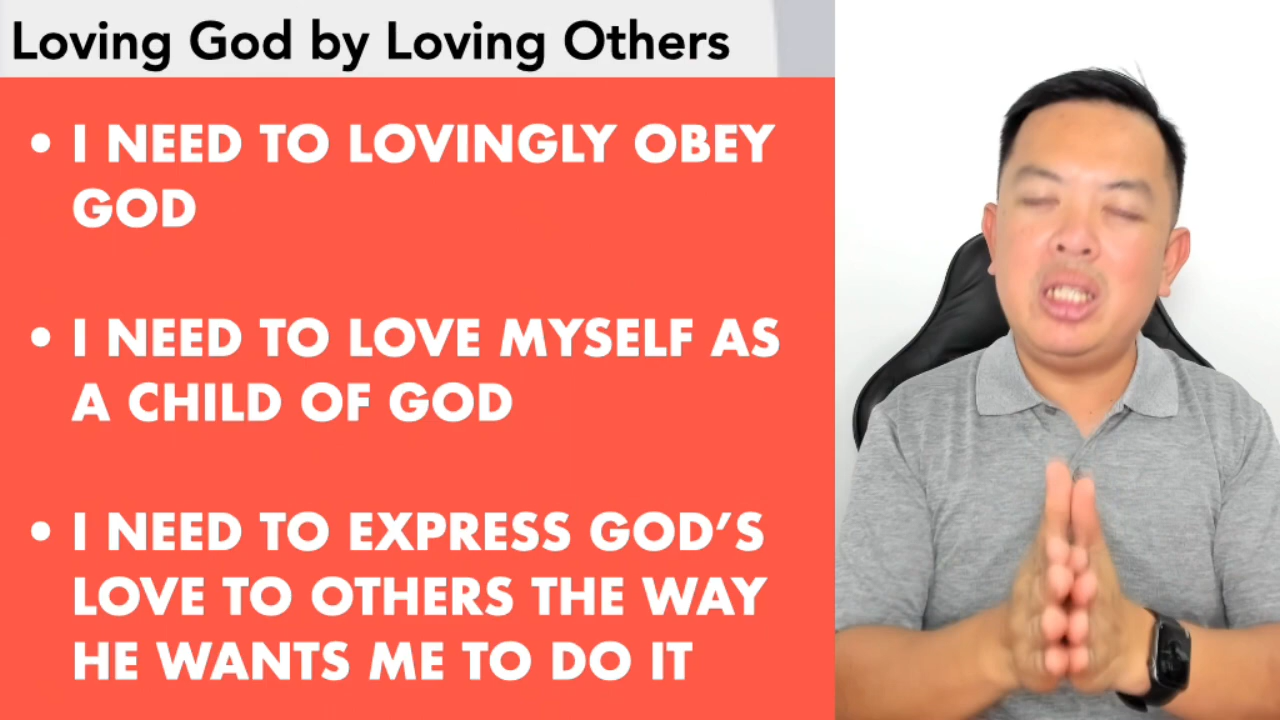 Loving God by Loving Others
• I NEED TO LOVINGLY OBEY
GOD
• I NEED TO LOVE MYSELF AS
A CHILD OF GOD
• I NEED TO EXPRESS GOD’S
LOVE TO OTHERS THE WAY
HE WANTS ME TO DO IT